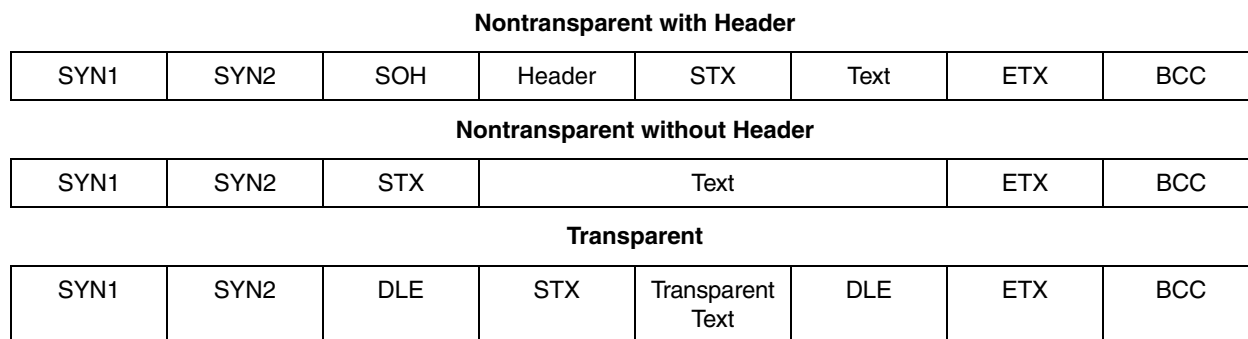 Nontransparent with Header
SYN1 SYN2 SOH Header STX Text ETX BCC
Nontransparent without Header
SYN1 SYN2 STX Text ETX BCC
Transparent
SYN1 SYN2 DLE STX Transparent DLE ETX BCC
Text